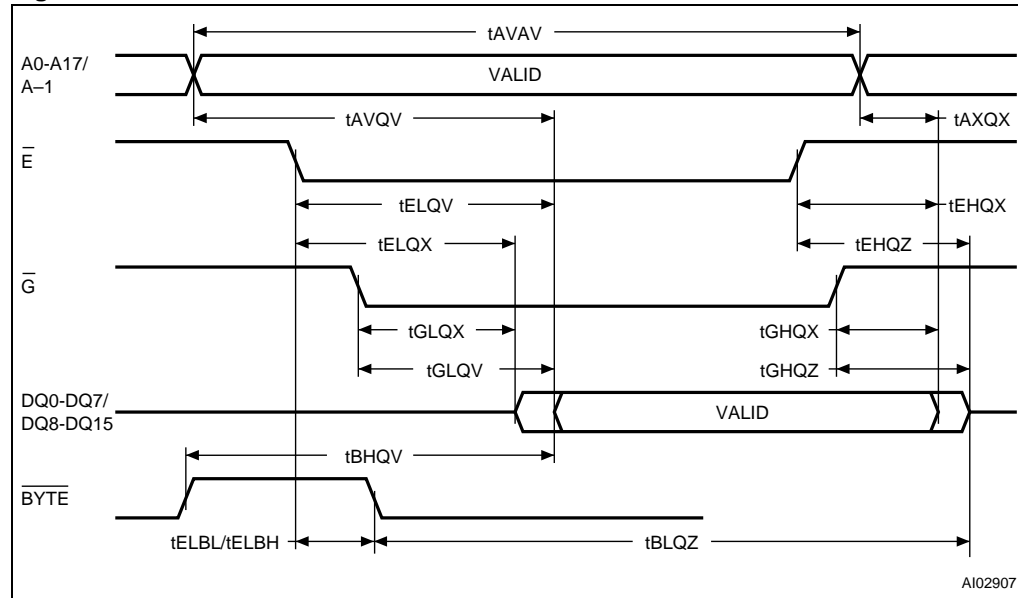 tAVAV
A0-A17/
A–1
VALID
tAVQV
tAXQX
E
tELQV
tEHQX
tELQX
tEHQZ
G
tGLQX
tGHQX
tGLQV
tGHQZ
DQ0-DQ7/
DQ8-DQ15
VALID
tBHQV
BYTE
tELBL/tELBH
tBLQZ
AI02907